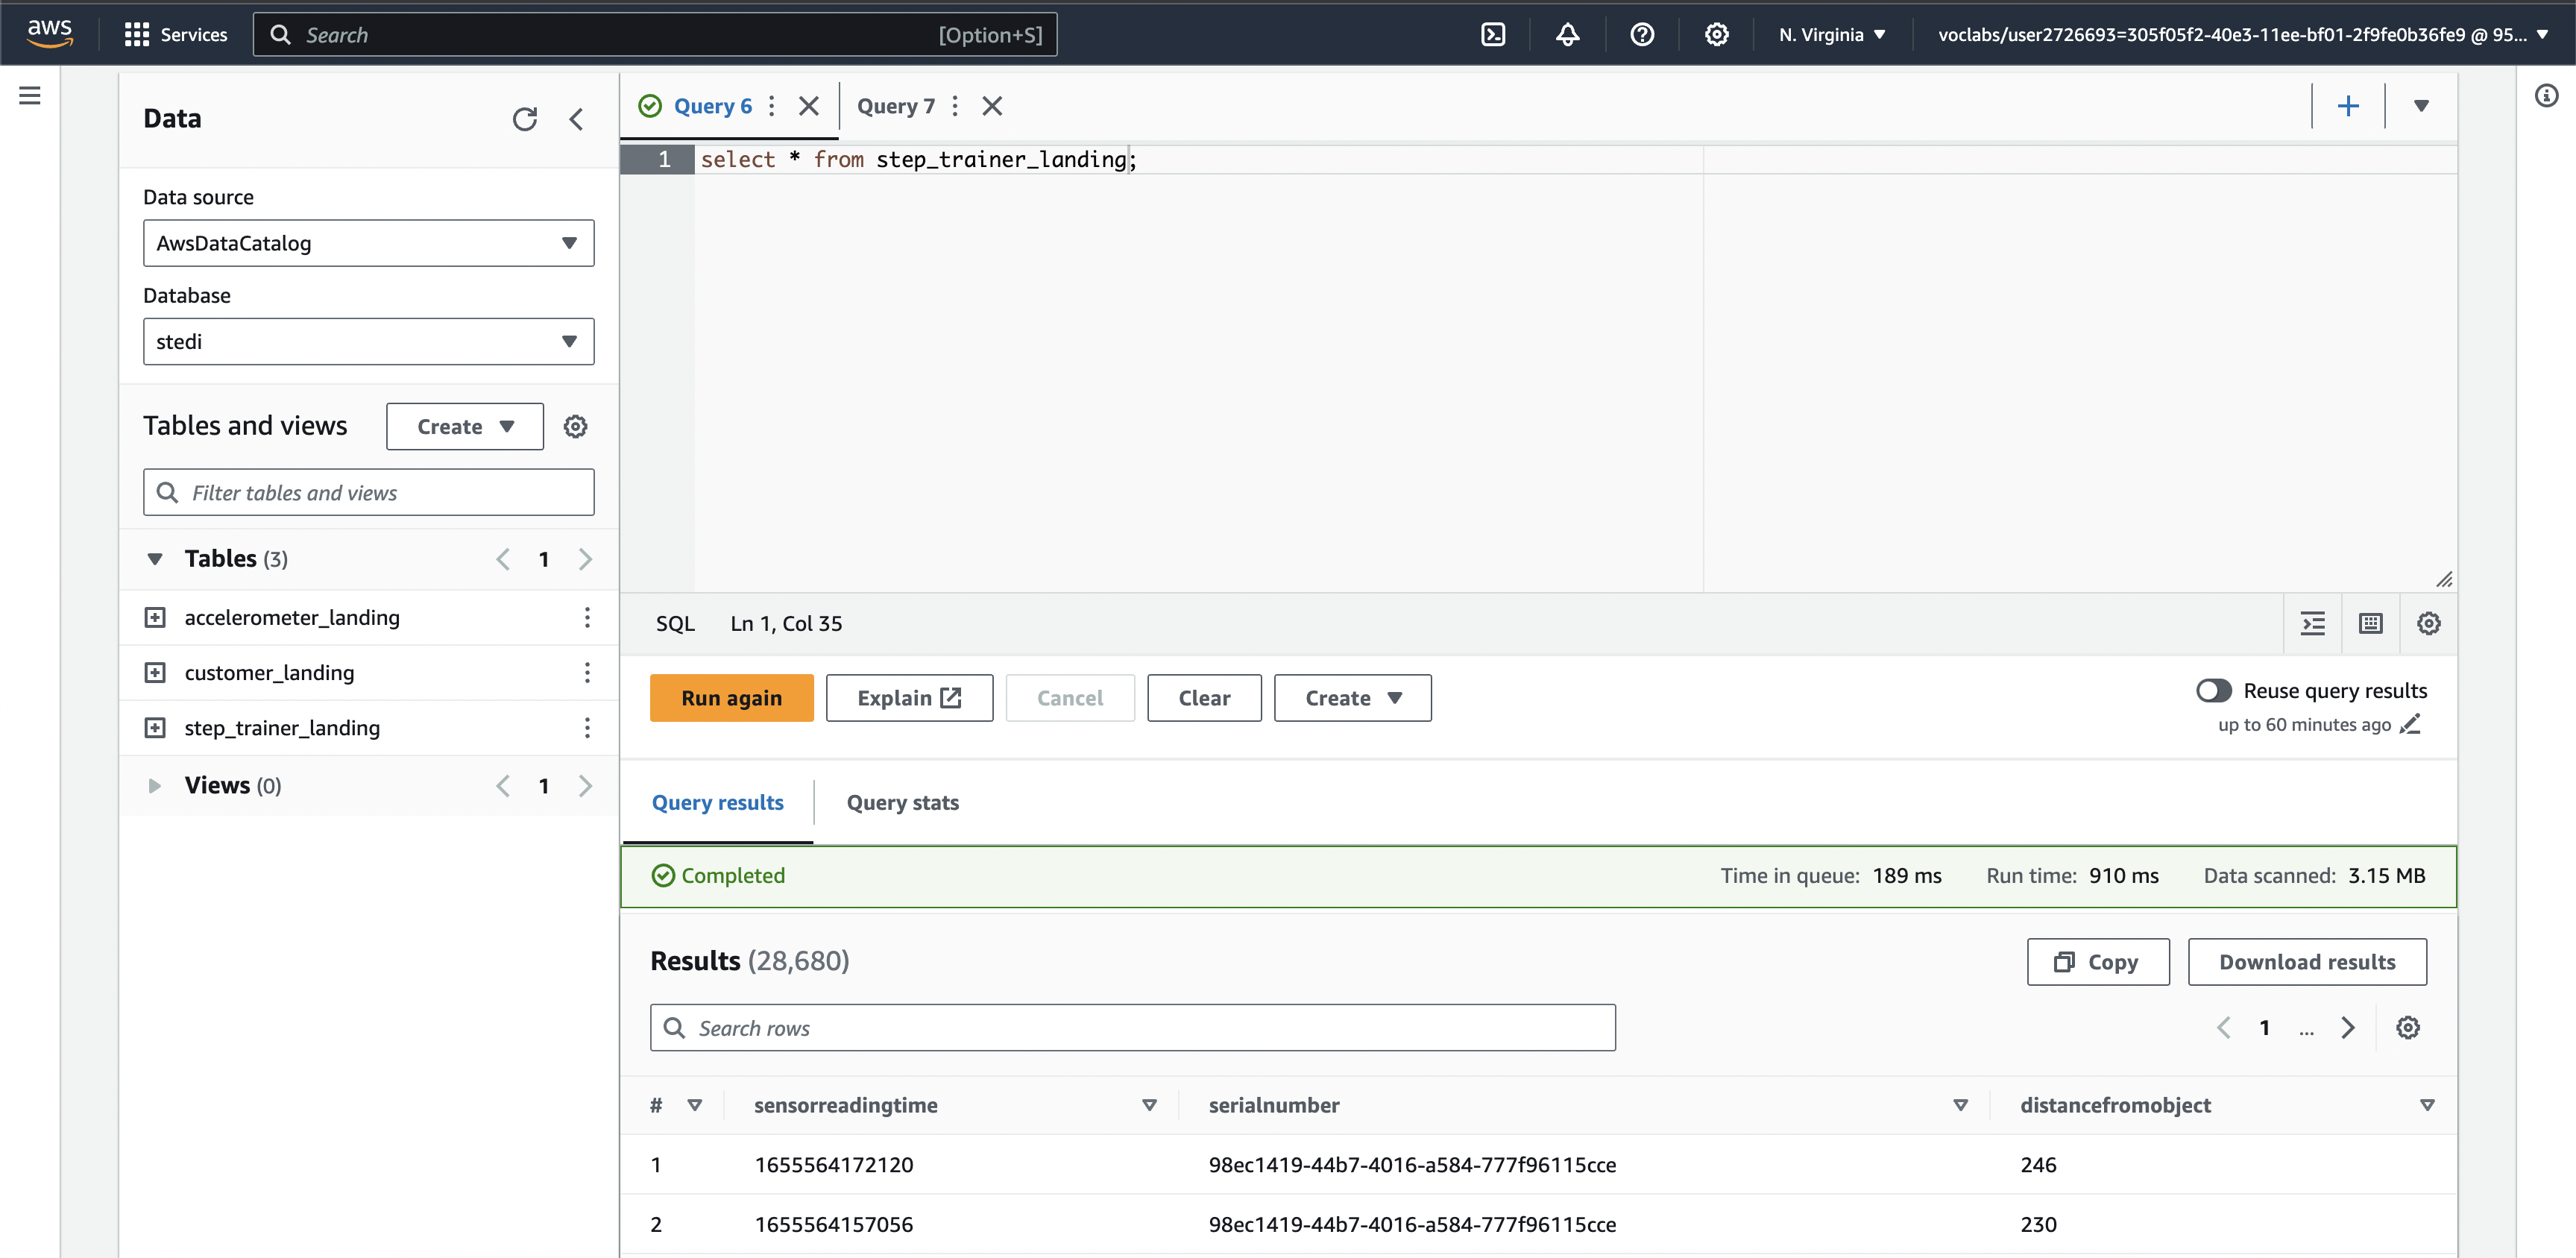 aws
Services
Search
[Option+S]
N. Virginia
voclabs/user2726693=305f05f2-40e3-11ee-bf01-2f9fe0b36fe9 @ 95...
Data
Data source
AwsDataCatalog
Database
stedi
Tables and views
Create
Filter tables and views
Tables (3)
1
accelerometer_landing
customer_landing
step_trainer_landing
Views (0)
1
Query 6
Query 7
1 select * from step_trainer_landing;
SQL Ln 1, Col 35
Run again
Explain
Cancel
Clear
Create
Reuse query results
up to 60 minutes ago
Query results
Query stats
Completed
Time in queue: 189 ms
Run time: 910 ms
Data scanned: 3.15 MB
Results (28,680)
Copy
Download results
Search rows
1 ...
# sensorreadingtime serialnumber distancefromobject
1 1655564172120 98ec1419-44b7-4016-a584-777f96115cce 246
2 1655564157056 98ec1419-44b7-4016-a584-777f96115cce 230